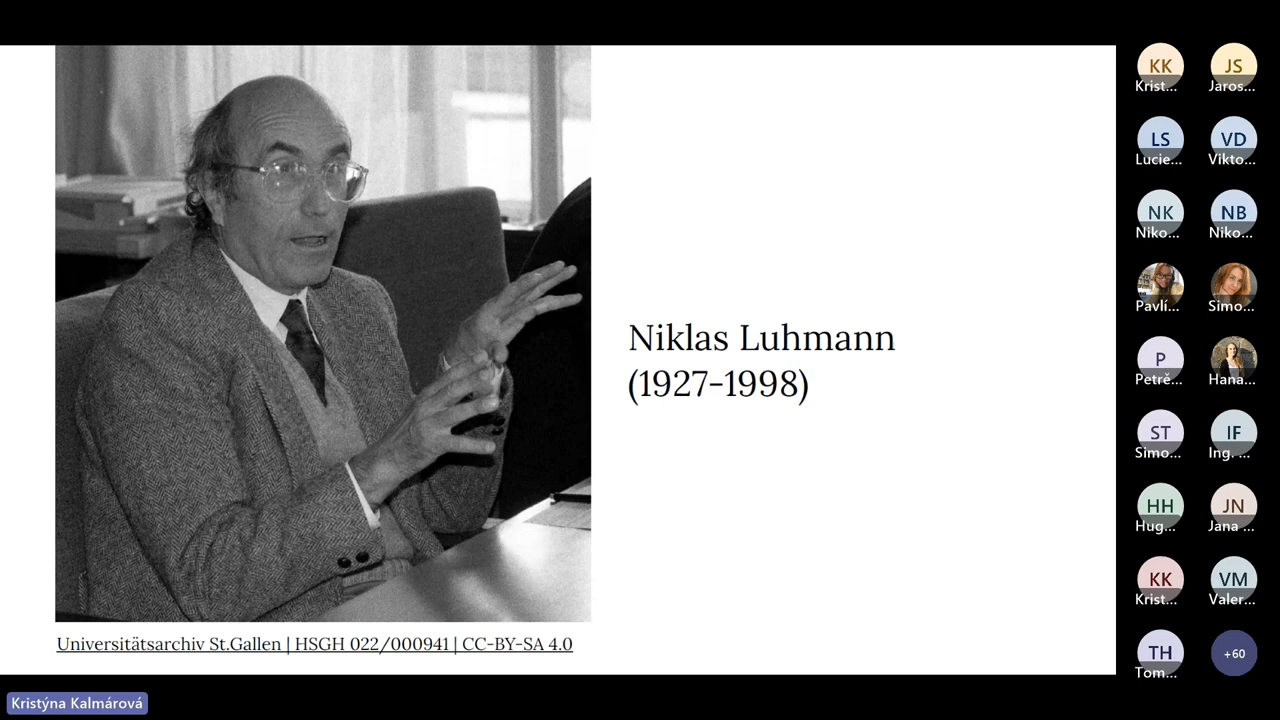 Niklas Luhmann
(1927–1998)
Universitätsarchiv St.Gallen | HSGH 022/000941 | CC-BY-SA 4.0
KK
Krist...
JS
Jaros...
LS
Lucie...
VD
Vikto...
NK
Niko...
NB
Niko...
Pavlí...
Simo...
P
Petrě...
Hana...
ST
Simo...
IF
Ing. ...
HH
Hug...
JN
Jana ...
KK
Krist...
VM
Valer...
TH
Tom...
+60
Kristýna Kalmárová